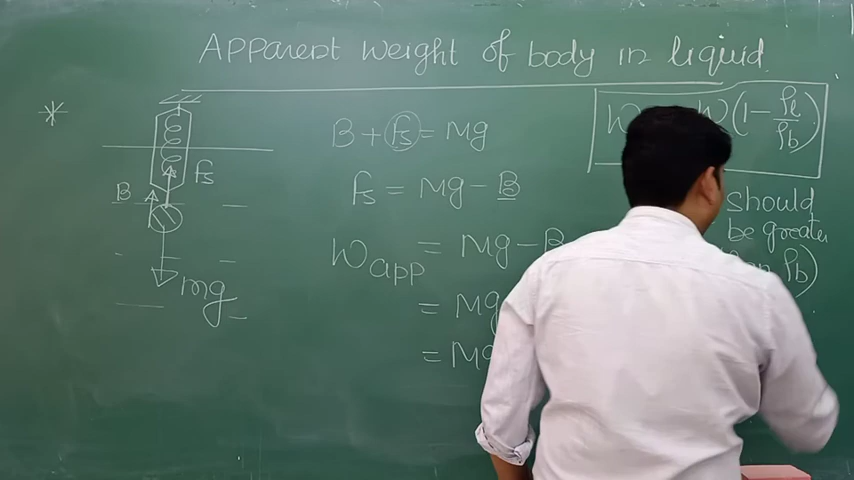 Apparent weight of body in liquid
B + fs = Mg
fs = Mg - B
Wapp = Mg - B
= Mg
= Mg
W(1 - ρl/ρb)
should
be greater
ρb)
fs
B
mg